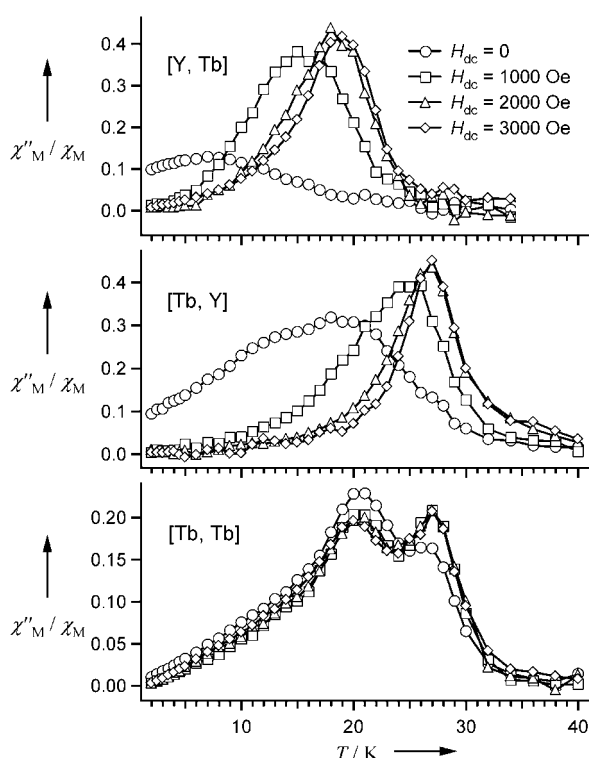 [Y, Tb]
H_dc = 0
H_dc = 1000 Oe
H_dc = 2000 Oe
H_dc = 3000 Oe
0.4
0.3
0.2
0.1
0.0
χ''_M / χ_M
[Tb, Y]
0.4
0.3
0.2
0.1
0.0
χ''_M / χ_M
[Tb, Tb]
0.20
0.15
0.10
0.05
0.00
χ''_M / χ_M
10 20 30 40
T / K